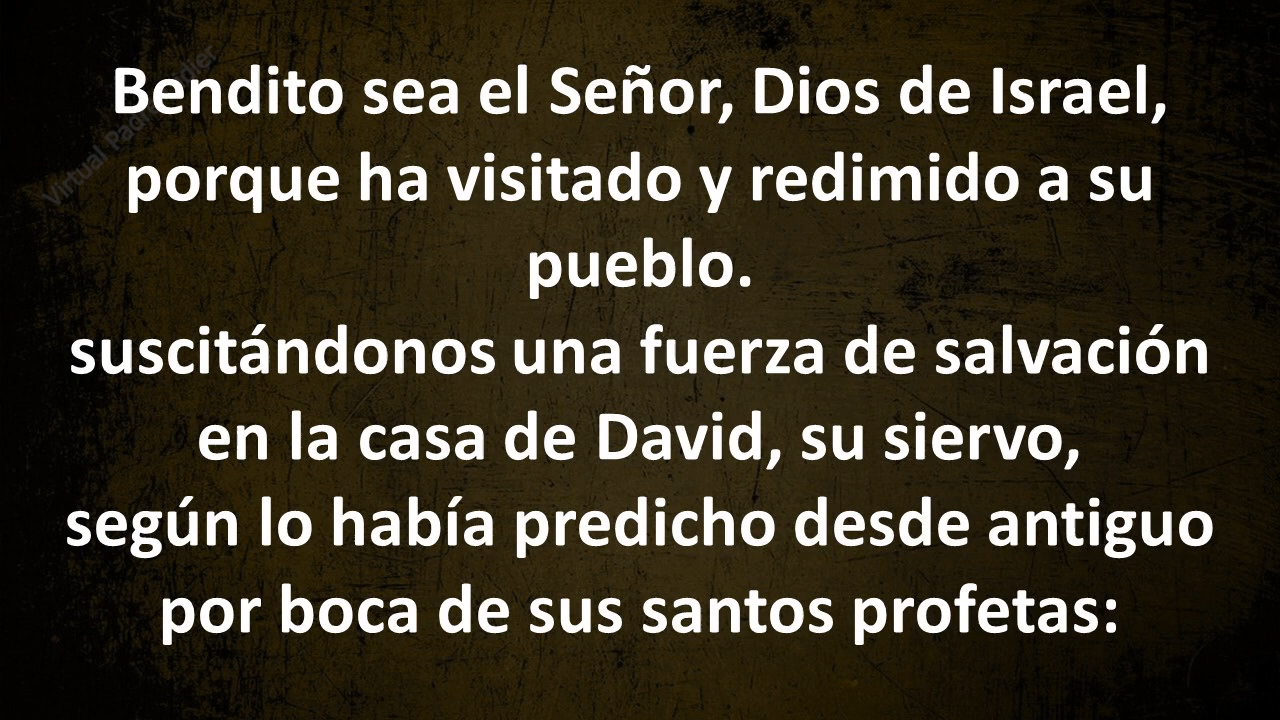 Bendito sea el Señor, Dios de Israel,
porque ha visitado y redimido a su
pueblo.
suscitándonos una fuerza de salvación
en la casa de David, su siervo,
según lo había predicho desde antiguo
por boca de sus santos profetas: